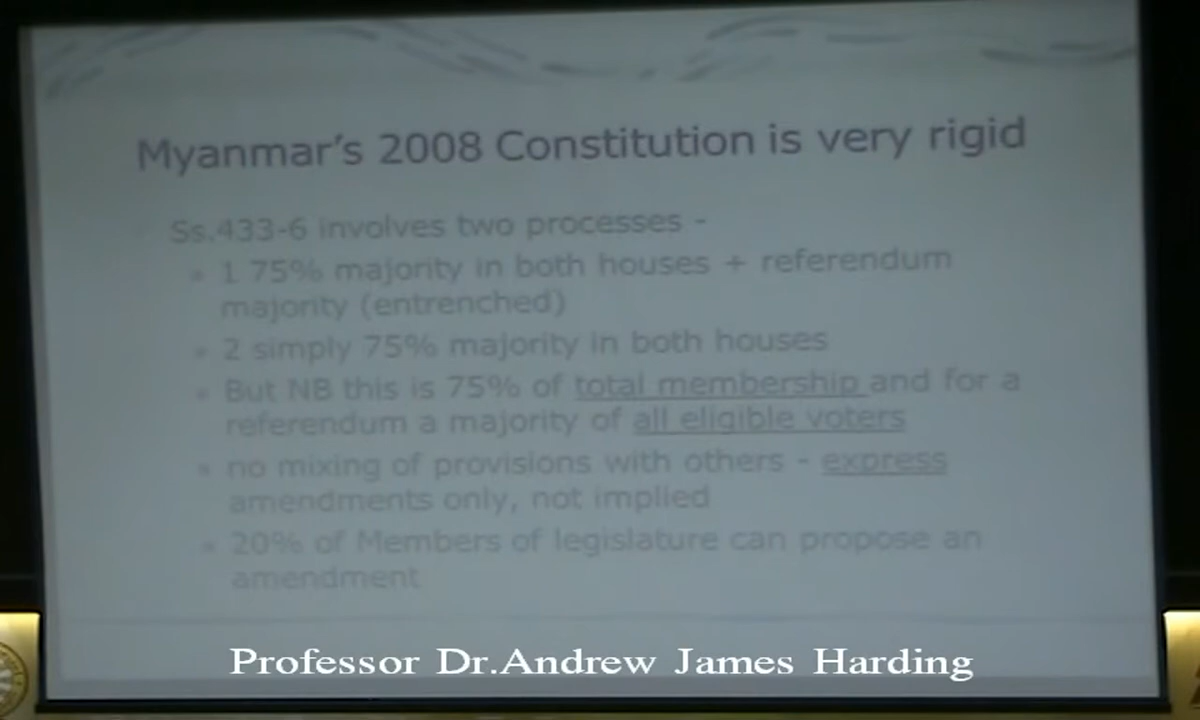 Myanmar's 2008 Constitution is very rigid
Ss.433-6 involves two processes -
1 75% majority in both houses + referendum
majority (entrenched)
2 simply 75% majority in both houses
But NB this is 75% of total membership and for a
referendum a majority of all eligible voters
no mixing of provisions with others - express
amendments only, not implied
20% of Members of legislature can propose an
amendment
Professor Dr.Andrew James Harding